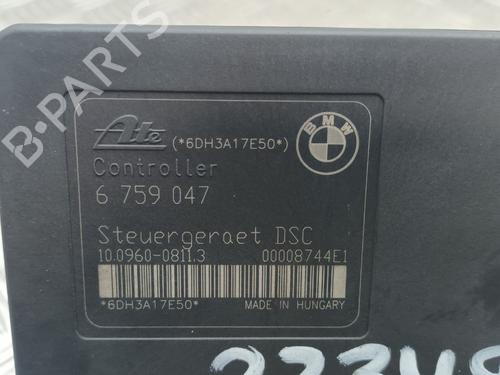 Ate (*6DH3A17E50*) BMW
Controller
6 759 047
Steuergeraet DSC
10.0960-0811.3 00008744E1
*6DH3A17E50* MADE IN HUNGARY
B-PARTS